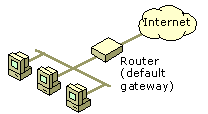 Internet
Router
(default
gateway)